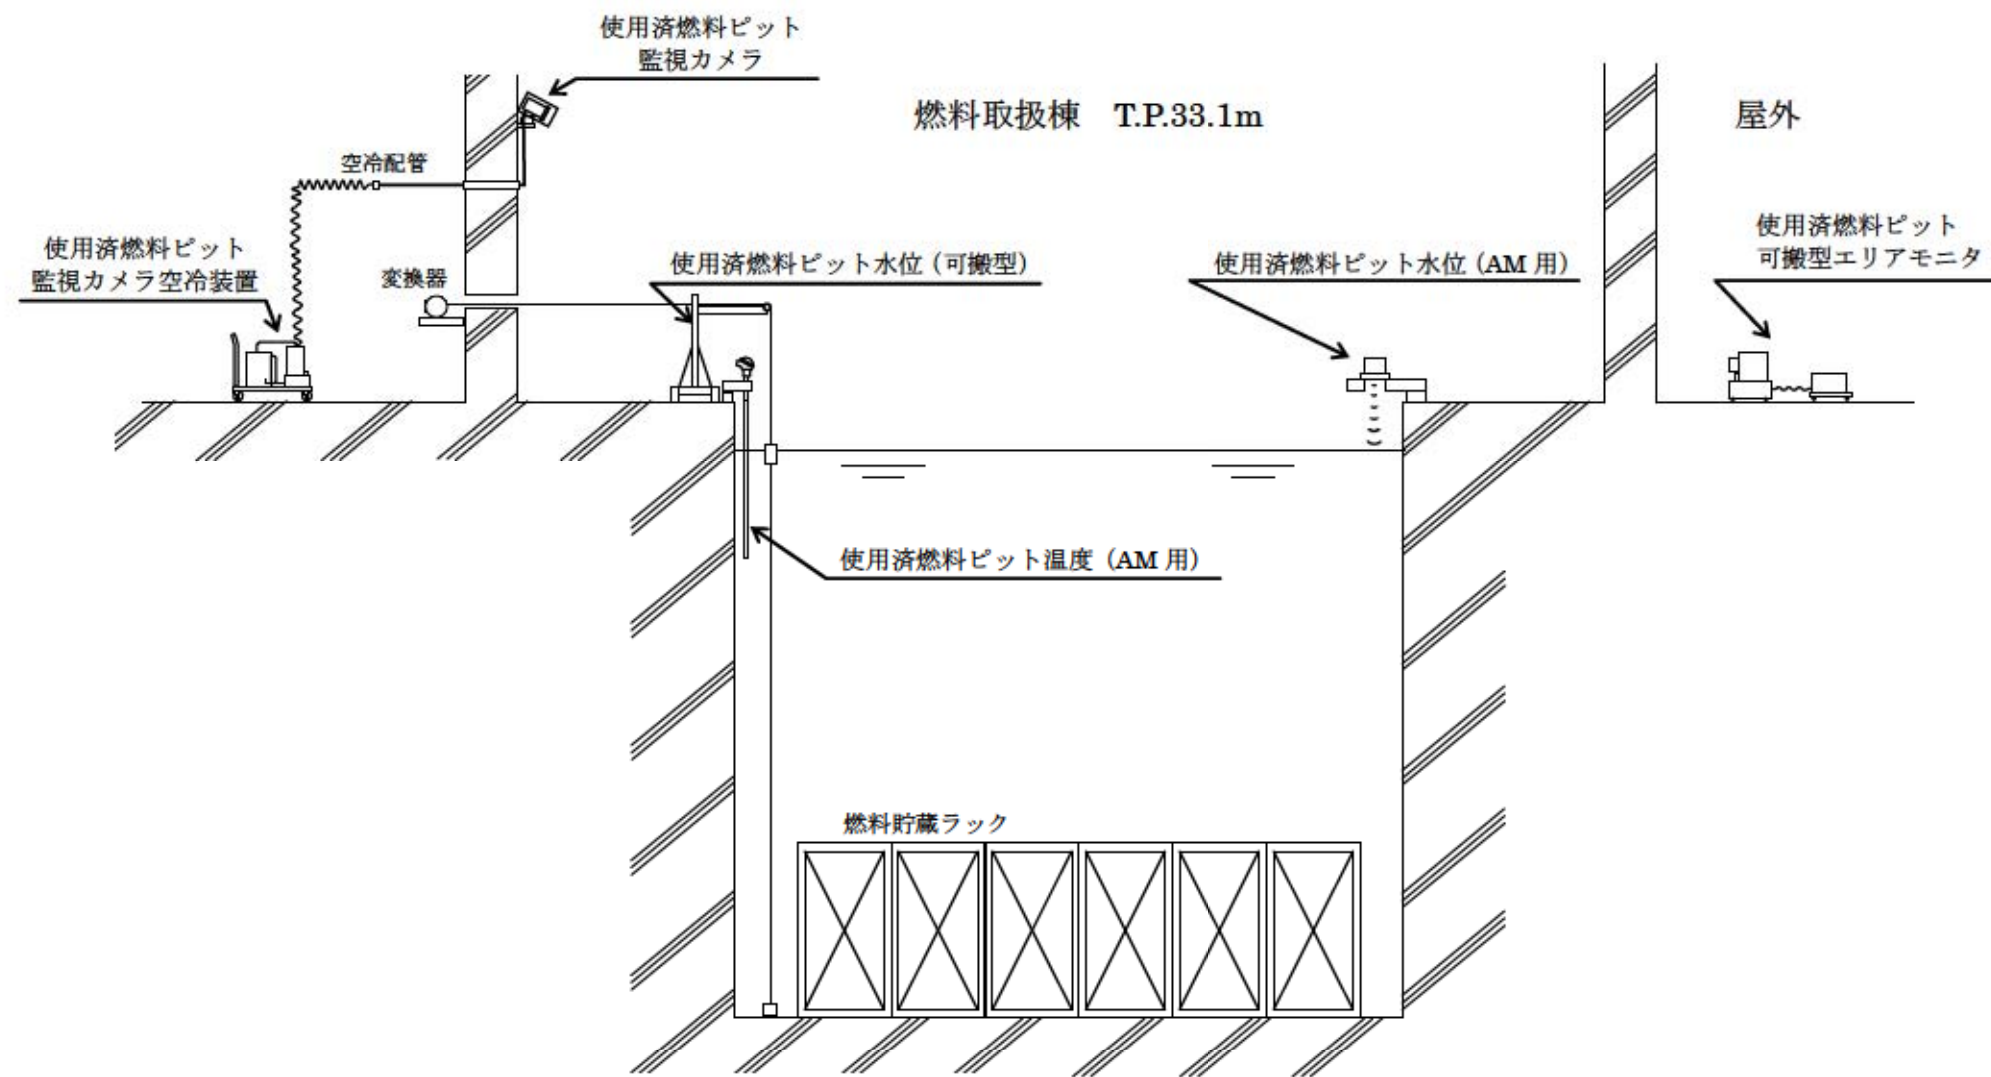 使用済燃料ピット
監視カメラ
燃料取扱棟 T.P.33.1m
屋外
空冷配管
使用済燃料ピット
監視カメラ空冷装置
変換器
使用済燃料ピット水位（可搬型）
使用済燃料ピット水位（AM 用）
使用済燃料ピット
可搬型エリアモニタ
使用済燃料ピット温度（AM 用）
燃料貯蔵ラック